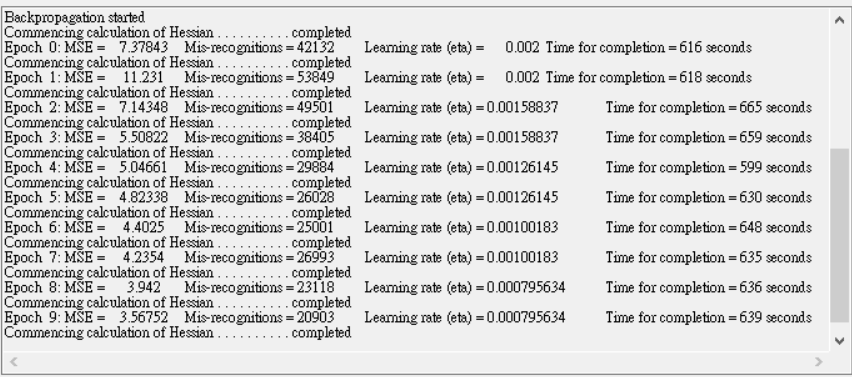 Backpropagation started
Commencing calculation of Hessian . . . . . . . . . . completed
Epoch 0: MSE = 7.37843 Mis-recognitions = 42132 Learning rate (eta) = 0.002 Time for completion = 616 seconds
Commencing calculation of Hessian . . . . . . . . . . completed
Epoch 1: MSE = 11.231 Mis-recognitions = 53849 Learning rate (eta) = 0.002 Time for completion = 618 seconds
Commencing calculation of Hessian . . . . . . . . . . completed
Epoch 2: MSE = 7.14348 Mis-recognitions = 49501 Learning rate (eta) = 0.00158837 Time for completion = 665 seconds
Commencing calculation of Hessian . . . . . . . . . . completed
Epoch 3: MSE = 5.50822 Mis-recognitions = 38405 Learning rate (eta) = 0.00158837 Time for completion = 659 seconds
Commencing calculation of Hessian . . . . . . . . . . completed
Epoch 4: MSE = 5.04661 Mis-recognitions = 29884 Learning rate (eta) = 0.00126145 Time for completion = 599 seconds
Commencing calculation of Hessian . . . . . . . . . . completed
Epoch 5: MSE = 4.82338 Mis-recognitions = 26028 Learning rate (eta) = 0.00126145 Time for completion = 630 seconds
Commencing calculation of Hessian . . . . . . . . . . completed
Epoch 6: MSE = 4.4025 Mis-recognitions = 25001 Learning rate (eta) = 0.00100183 Time for completion = 648 seconds
Commencing calculation of Hessian . . . . . . . . . . completed
Epoch 7: MSE = 4.2354 Mis-recognitions = 26993 Learning rate (eta) = 0.00100183 Time for completion = 635 seconds
Commencing calculation of Hessian . . . . . . . . . . completed
Epoch 8: MSE = 3.942 Mis-recognitions = 23118 Learning rate (eta) = 0.000795634 Time for completion = 636 seconds
Commencing calculation of Hessian . . . . . . . . . . completed
Epoch 9: MSE = 3.56752 Mis-recognitions = 20903 Learning rate (eta) = 0.000795634 Time for completion = 639 seconds
Commencing calculation of Hessian . . . . . . . . . . completed